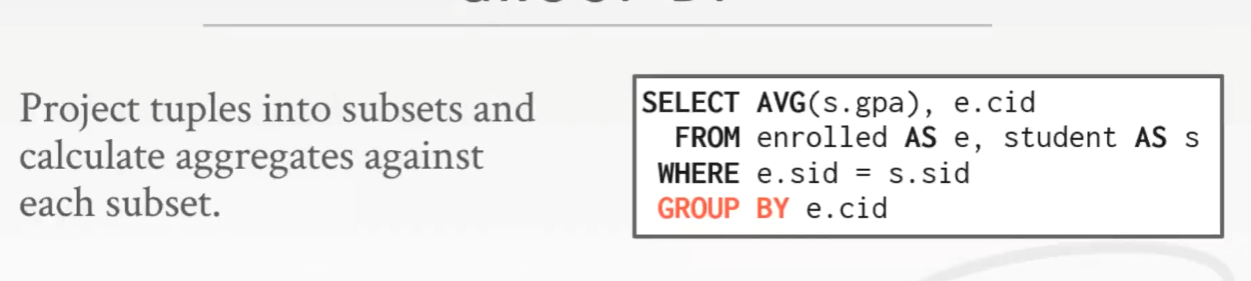 Project tuples into subsets and
calculate aggregates against
each subset.
SELECT AVG(s.gpa), e.cid
FROM enrolled AS e, student AS s
WHERE e.sid = s.sid
GROUP BY e.cid